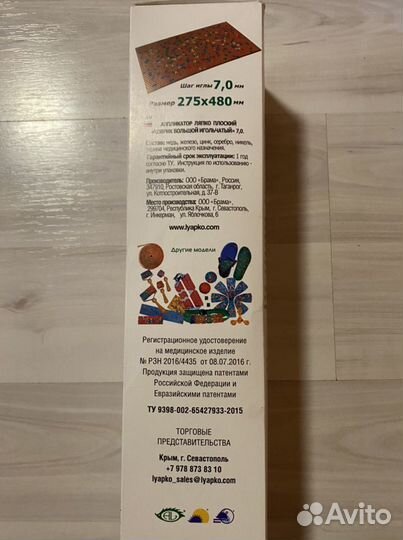 Шаг иглы 7,0 мм
Размер 275х480 мм
АППЛИКАТОР ЛЯПКО ПЛОСКИЙ
«КОВРИК БОЛЬШОЙ ИГОЛЬЧАТЫЙ» 7,0.
Состав: медь, железо, цинк, серебро, никель,
резина медицинского назначения.
Гарантийный срок эксплуатации: 1 год
согласно ТУ. Инструкция по использованию -
внутри упаковки.
Производитель: ООО «Брама», Россия,
347910, Ростовская область, г. Таганрог,
ул. Котлостроительная, д. 37-В
Место производства: ООО «Брама»,
299704, Республика Крым, г. Севастополь,
г. Инкерман, ул. Яблочкова, 6
www.lyapko.com
Другие модели
Регистрационное удостоверение
на медицинское изделие
№ РЗН 2016/4435 от 08.07.2016 г.
Продукция защищена патентами
Российской Федерации и
Евразийскими патентами
ТУ 9398-002-65427933-2015
ТОРГОВЫЕ
ПРЕДСТАВИТЕЛЬСТВА
Крым, г. Севастополь
+7 978 873 83 10
lyapko_sales@lyapko.com
Avito